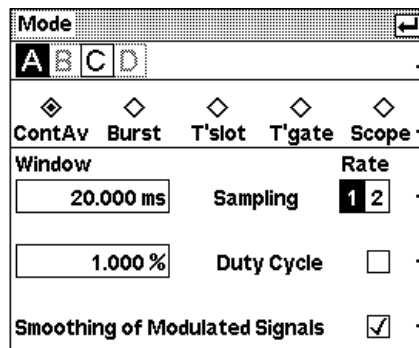 Mode
A B C D
ContAv Burst T'slot T'gate Scope
Window Rate
20.000 ms Sampling 1 2
1.000 % Duty Cycle
Smoothing of Modulated Signals